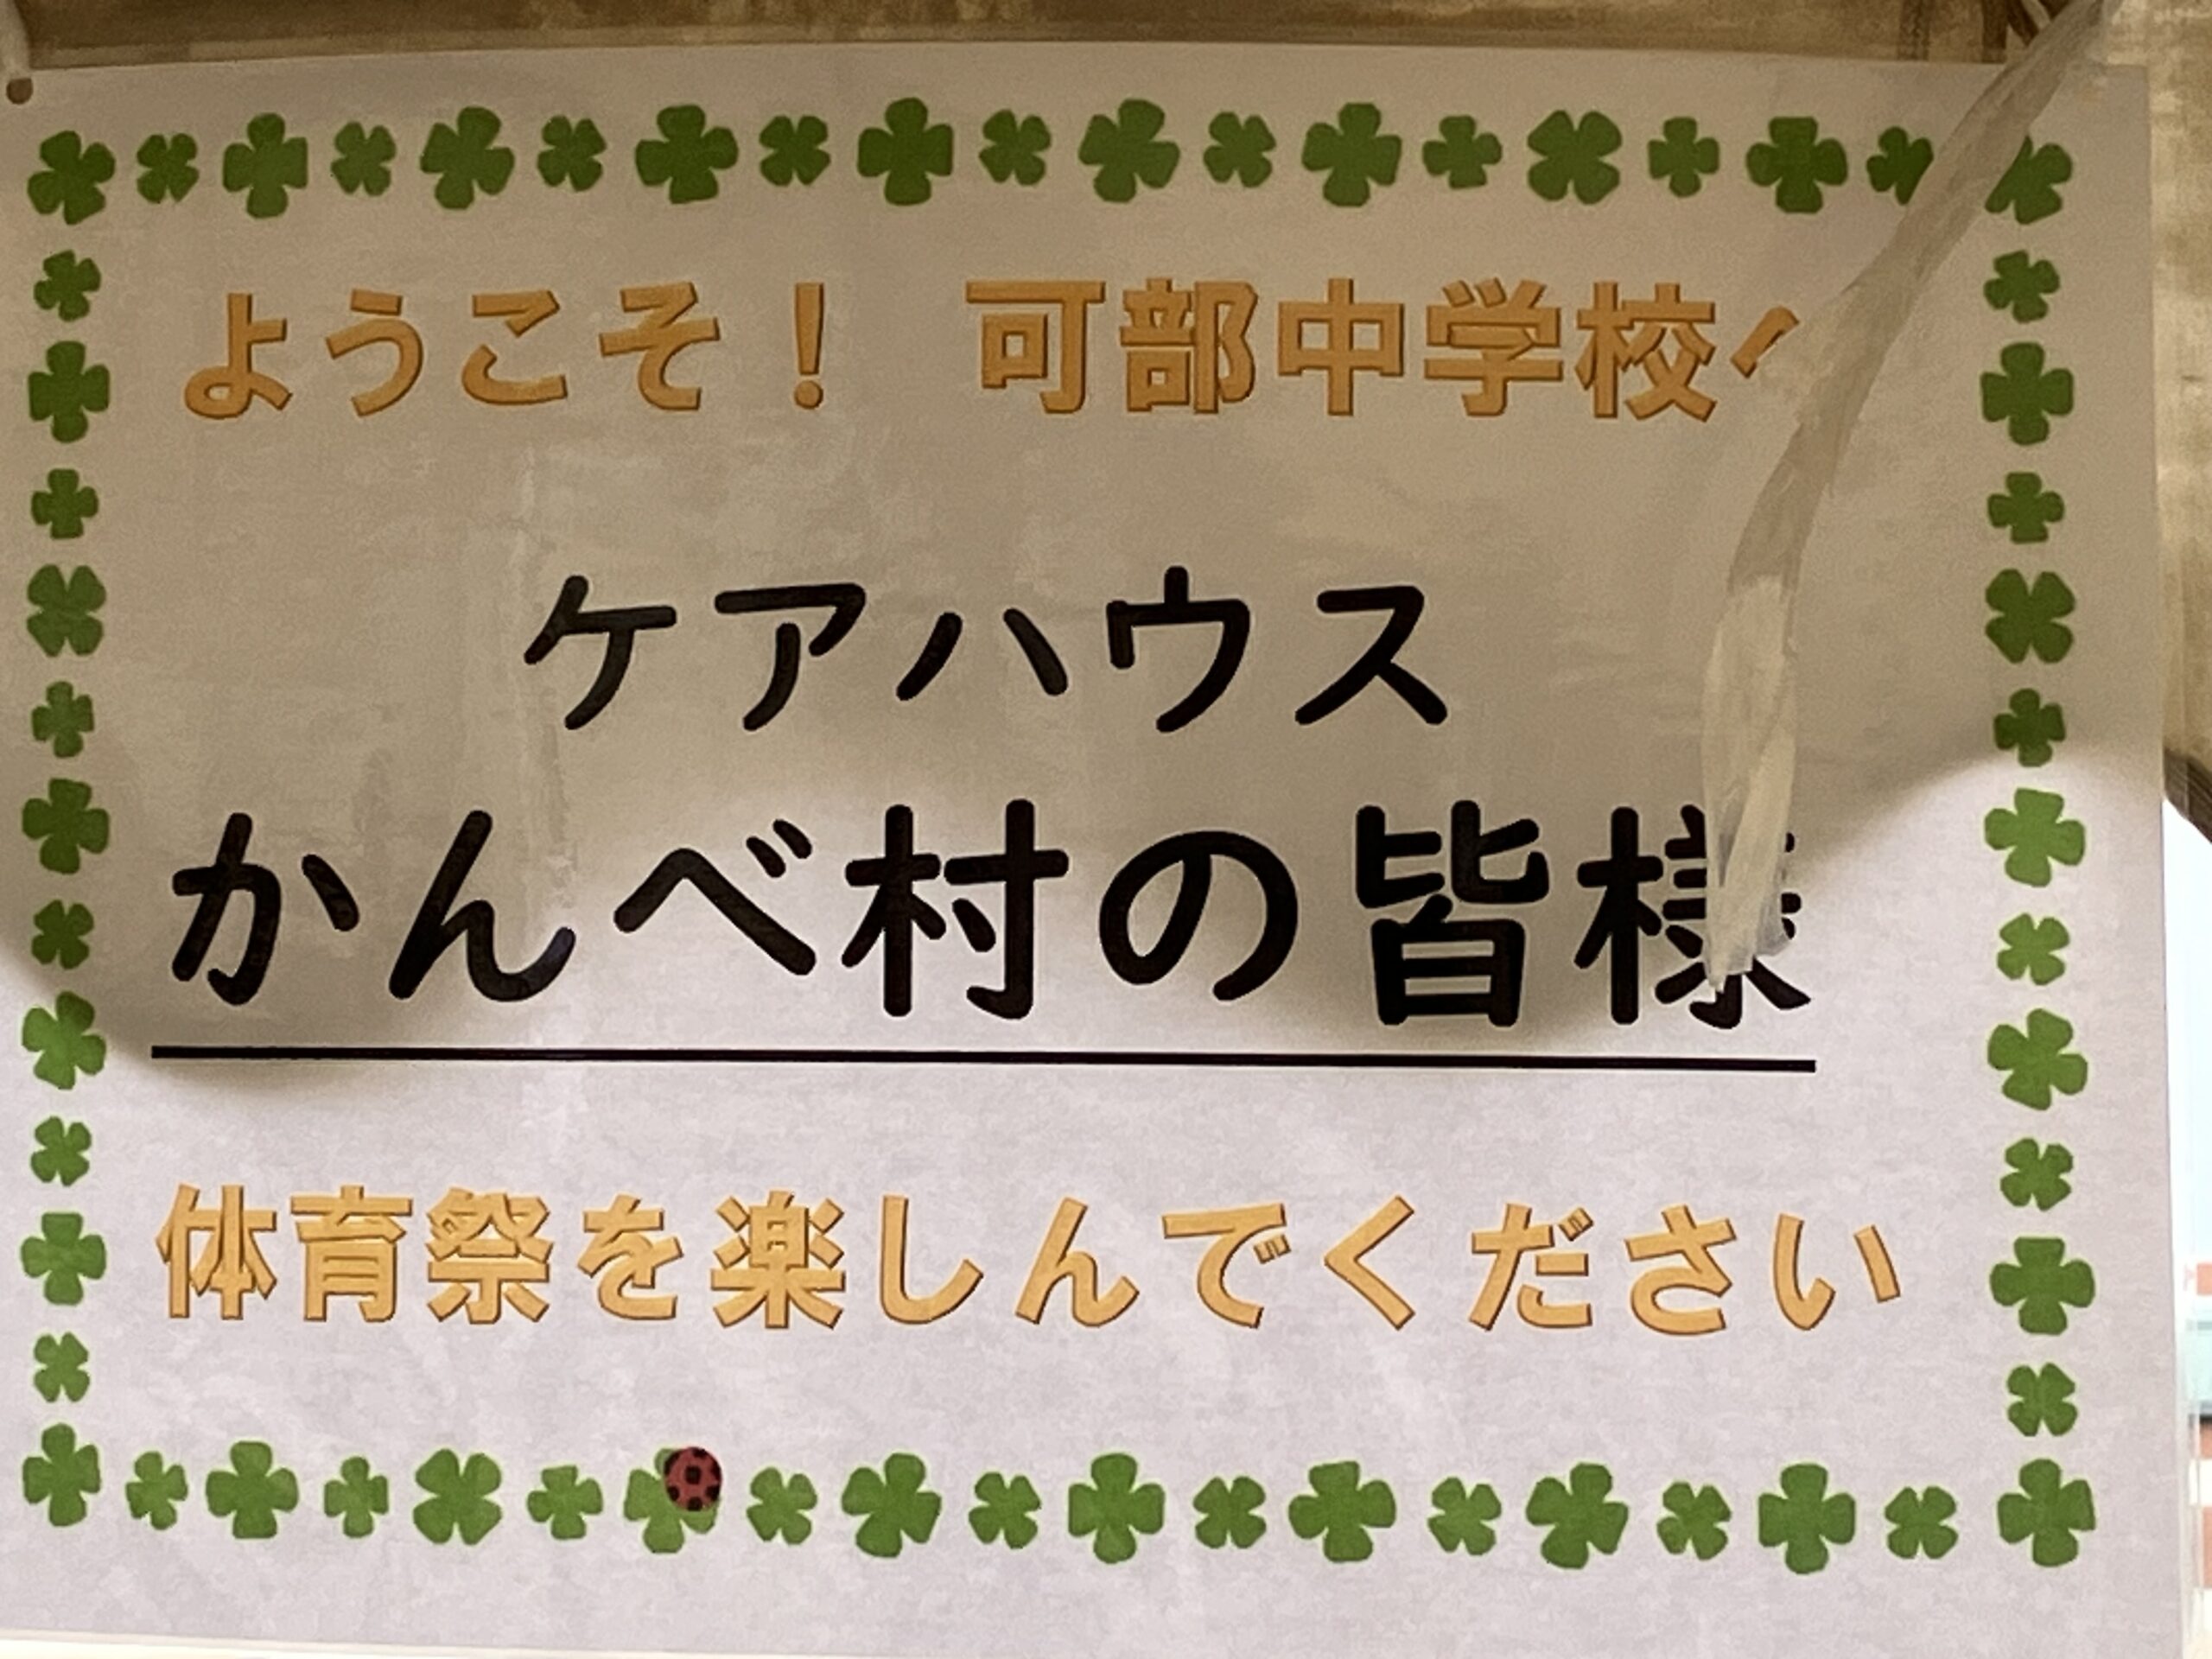 ようこそ！ 可部中学校へ
ケアハウス
かんべ村の皆様
体育祭を楽しんでください